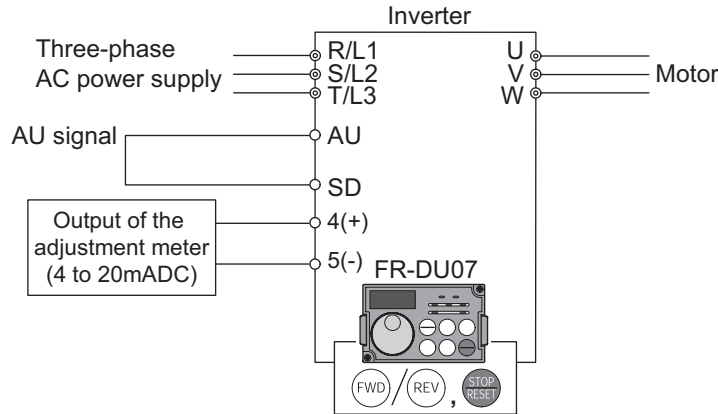 Inverter
Three-phase
AC power supply
R/L1
S/L2
T/L3
U
V
W
Motor
AU signal
AU
SD
Output of the
adjustment meter
(4 to 20mADC)
4(+)
5(-)
FR-DU07
FWD / REV , STOP
RESET